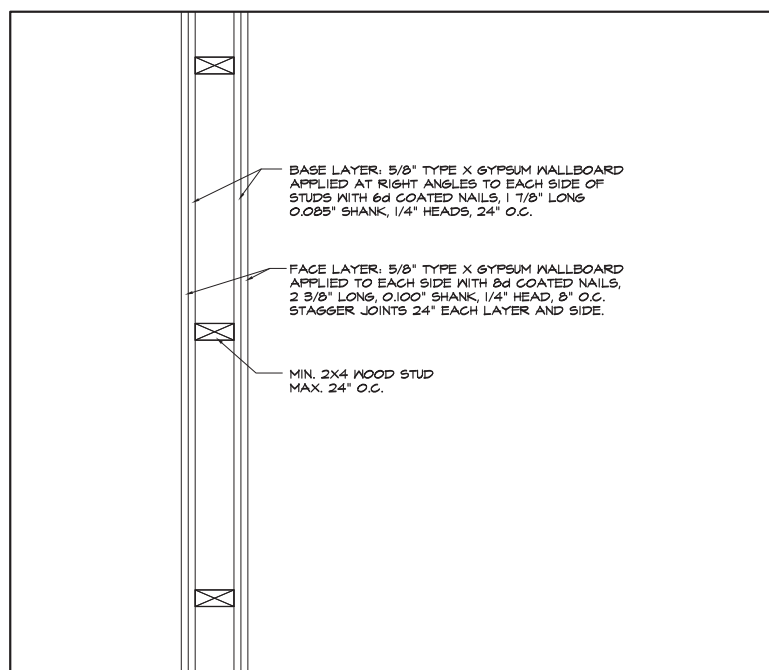 BASE LAYER: 5/8" TYPE X GYPSUM WALLBOARD
APPLIED AT RIGHT ANGLES TO EACH SIDE OF
STUDS WITH 6d COATED NAILS, 1 7/8" LONG
0.085" SHANK, 1/4" HEADS, 24" O.C.
FACE LAYER: 5/8" TYPE X GYPSUM WALLBOARD
APPLIED TO EACH SIDE WITH 8d COATED NAILS,
2 3/8" LONG, 0.100" SHANK, 1/4" HEAD, 8" O.C.
STAGGER JOINTS 24" EACH LAYER AND SIDE.
MIN. 2X4 WOOD STUD
MAX. 24" O.C.